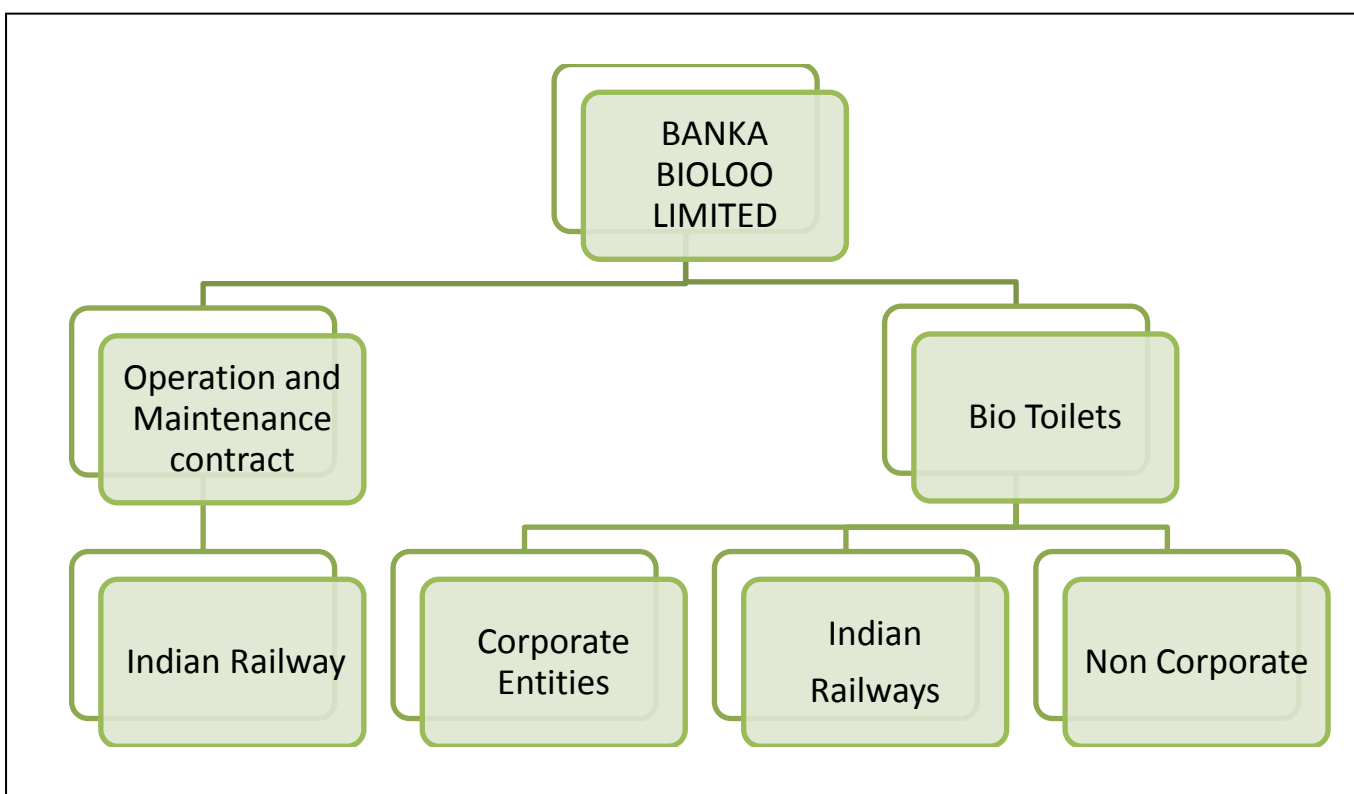 BANKA
BIOLOO
LIMITED
Operation and
Maintenance
contract
Bio Toilets
Indian Railway
Corporate
Entities
Indian
Railways
Non Corporate